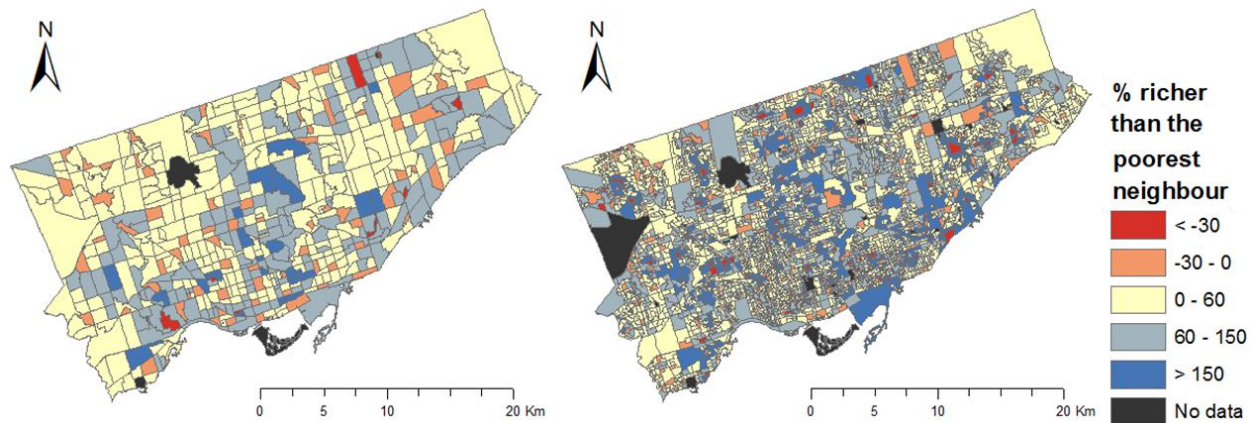 N
0 5 10 20 Km
N
0 5 10 20 Km
% richer
than the
poorest
neighbour
< -30
-30 - 0
0 - 60
60 - 150
> 150
No data